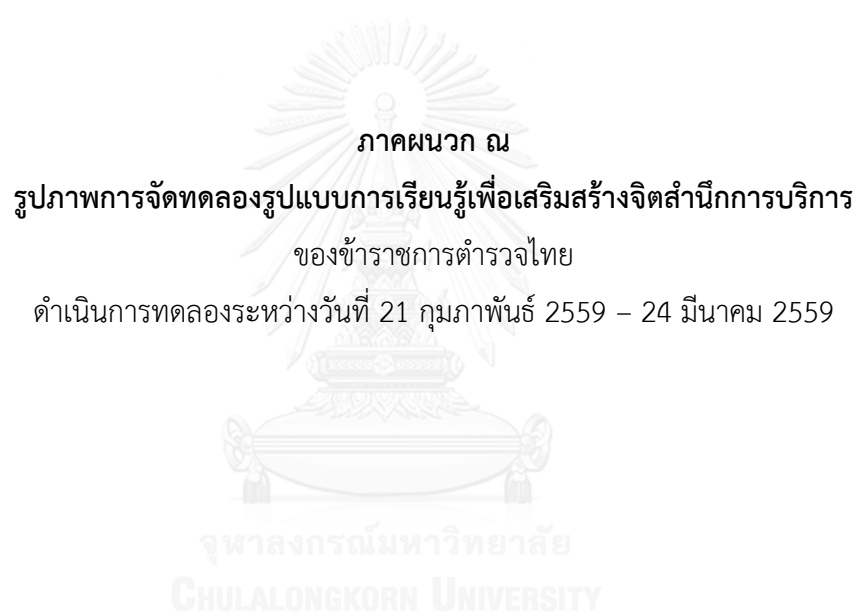 ภาคผนวก ณ
รูปภาพการจัดทดลองรูปแบบการเรียนรู้เพื่อเสริมสร้างจิตสำนึกการบริการ
ของข้าราชการตำรวจไทย
ดำเนินการทดลองระหว่างวันที่ 21 กุมภาพันธ์ 2559 – 24 มีนาคม 2559
จุฬาลงกรณ์มหาวิทยาลัย
CHULALONGKORN UNIVERSITY